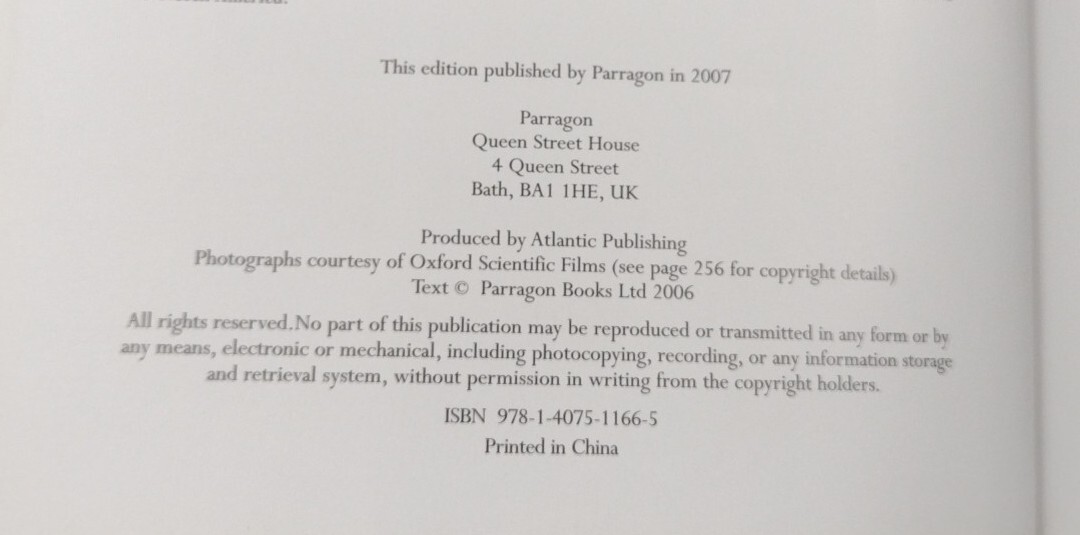 This edition published by Parragon in 2007
Parragon
Queen Street House
4 Queen Street
Bath, BA1 1HE, UK
Produced by Atlantic Publishing
Photographs courtesy of Oxford Scientific Films (see page 256 for copyright details)
Text © Parragon Books Ltd 2006
All rights reserved.No part of this publication may be reproduced or transmitted in any form or by
any means, electronic or mechanical, including photocopying, recording, or any information storage
and retrieval system, without permission in writing from the copyright holders.
ISBN 978-1-4075-1166-5
Printed in China